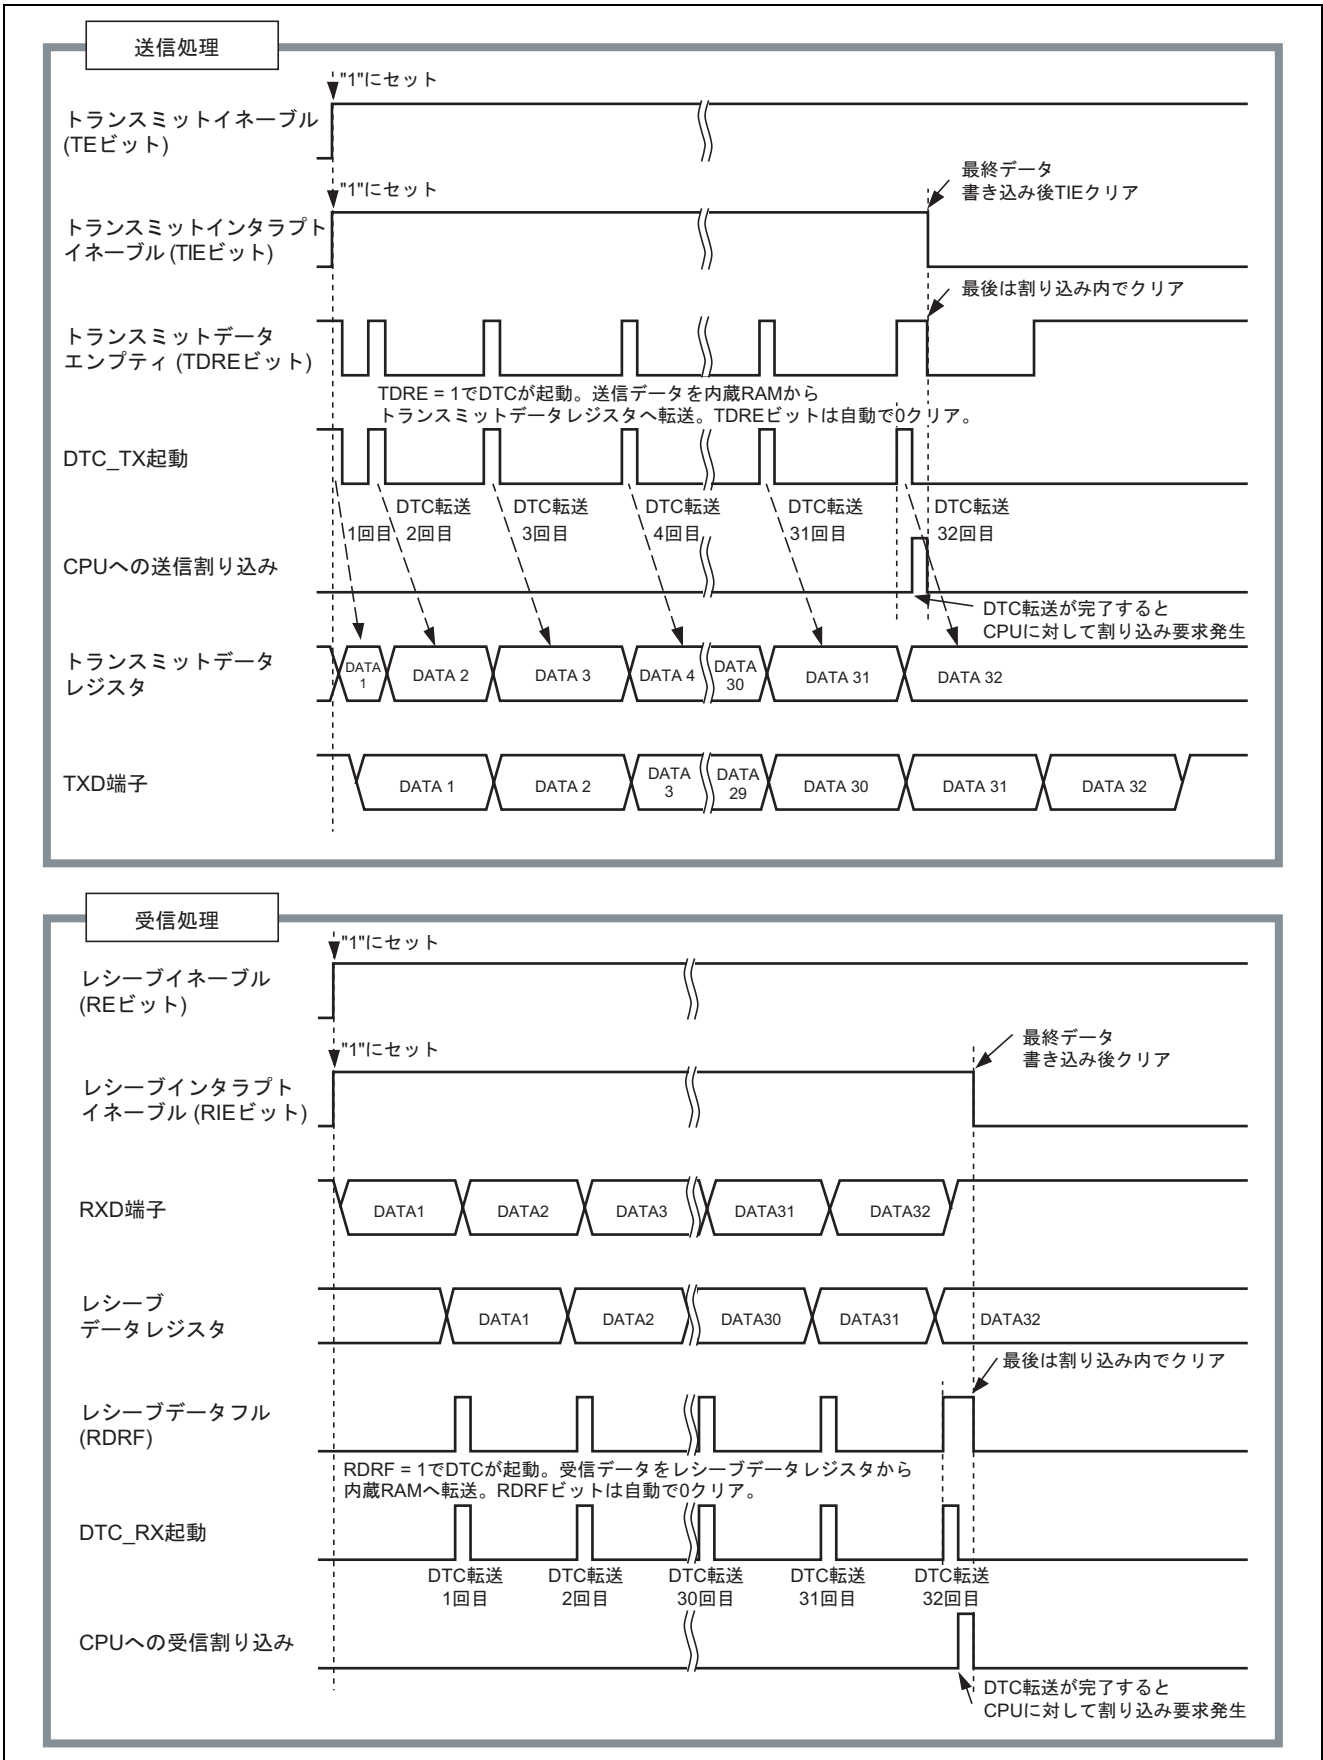 送信処理
"1"にセット
トランスミットイネーブル
(TEビット)
最終データ
書き込み後TIEクリア
"1"にセット
トランスミットインタラプト
イネーブル (TIEビット)
最後は割り込み内でクリア
トランスミットデータ
エンプティ (TDREビット)
TDRE = 1でDTCが起動。送信データを内蔵RAMから
トランスミットデータレジスタへ転送。TDREビットは自動で0クリア。
DTC_TX起動
1回目
DTC転送
2回目
DTC転送
3回目
DTC転送
4回目
DTC転送
31回目
DTC転送
32回目
CPUへの送信割り込み
DTC転送が完了すると
CPUに対して割り込み要求発生
トランスミットデータ
レジスタ
DATA
1
DATA 2
DATA 3
DATA 4
DATA
30
DATA 31
DATA 32
TXD端子
DATA 1
DATA 2
DATA
3
DATA
29
DATA 30
DATA 31
DATA 32
受信処理
"1"にセット
レシーブイネーブル
(REビット)
最終データ
書き込み後クリア
"1"にセット
レシーブインタラプト
イネーブル (RIEビット)
RXD端子
DATA1
DATA2
DATA3
DATA31
DATA32
レシーブ
データレジスタ
DATA1
DATA2
DATA30
DATA31
DATA32
最後は割り込み内でクリア
レシーブデータフル
(RDRF)
RDRF = 1でDTCが起動。受信データをレシーブデータレジスタから
内蔵RAMへ転送。RDRFビットは自動で0クリア。
DTC_RX起動
DTC転送
1回目
DTC転送
2回目
DTC転送
30回目
DTC転送
31回目
DTC転送
32回目
CPUへの受信割り込み
DTC転送が完了すると
CPUに対して割り込み要求発生